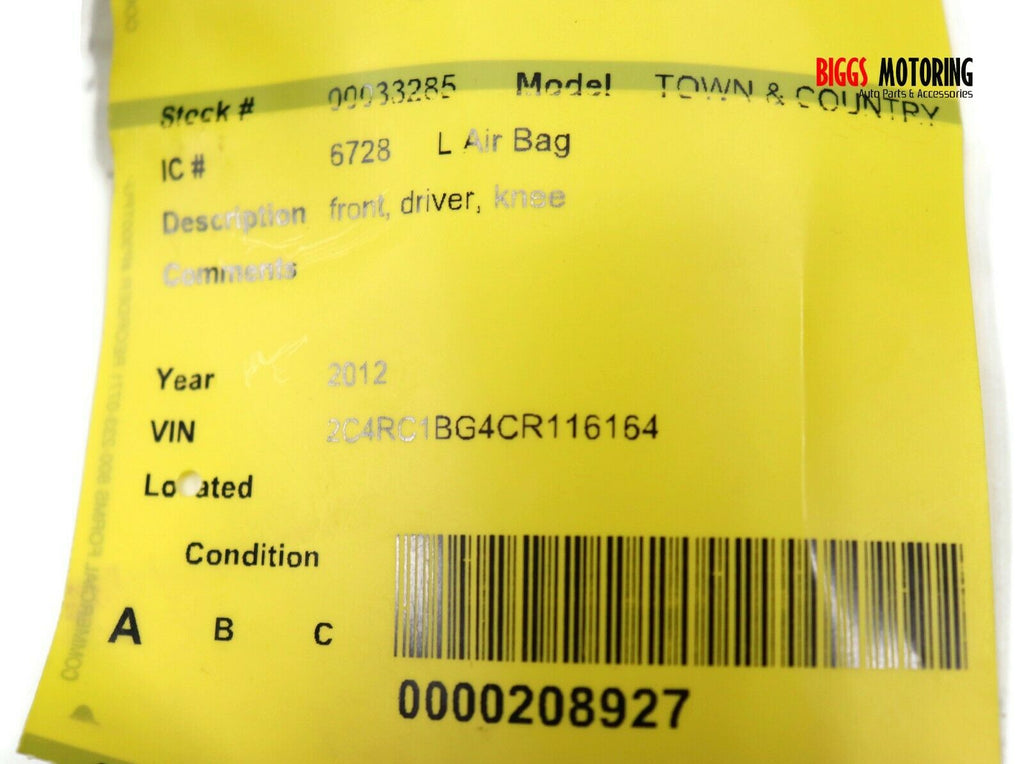 BIGGS MOTORING
Auto Parts & Accessories
Stock # 00033285 Model TOWN & COUNTRY
IC # 6728 L Air Bag
Description front, driver, knee
Comments
Year 2012
VIN 2C4RC1BG4CR116164
Located
Condition
A B C
0000208927